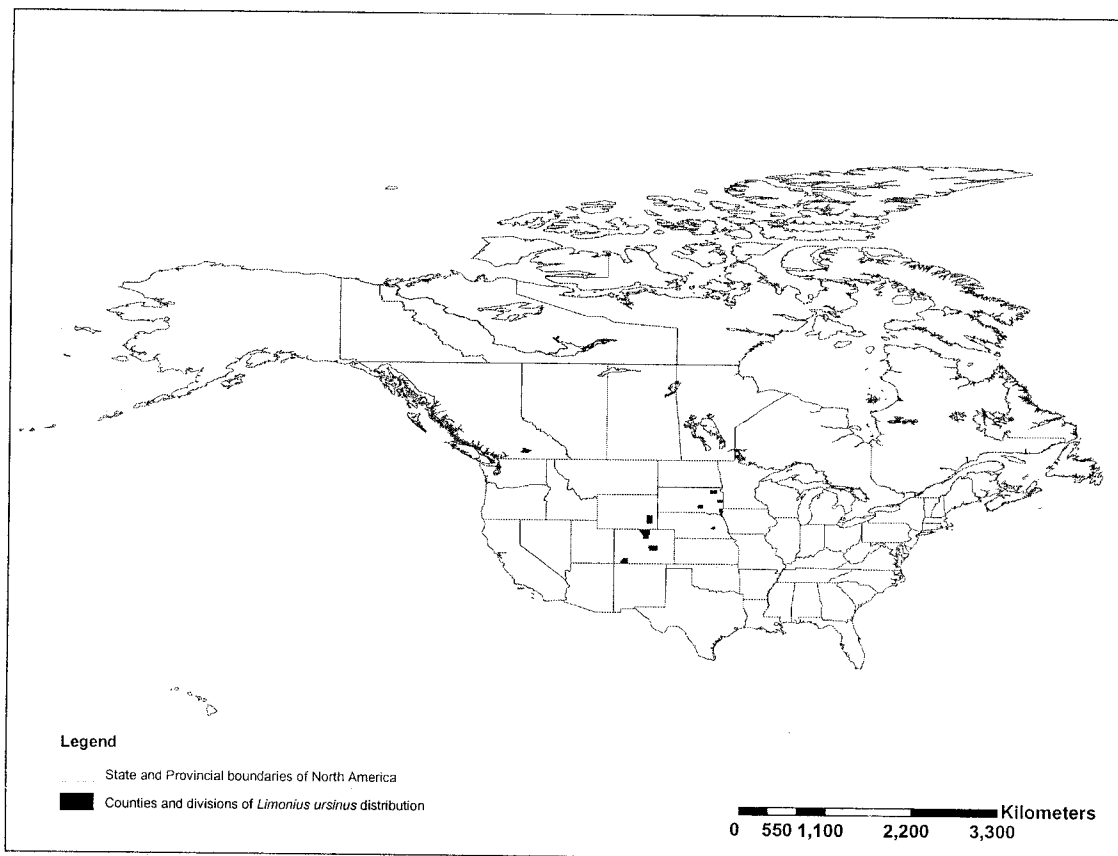 Legend
State and Provincial boundaries of North America
Counties and divisions of Limonius ursinus distribution
Kilometers
0 550 1,100 2,200 3,300